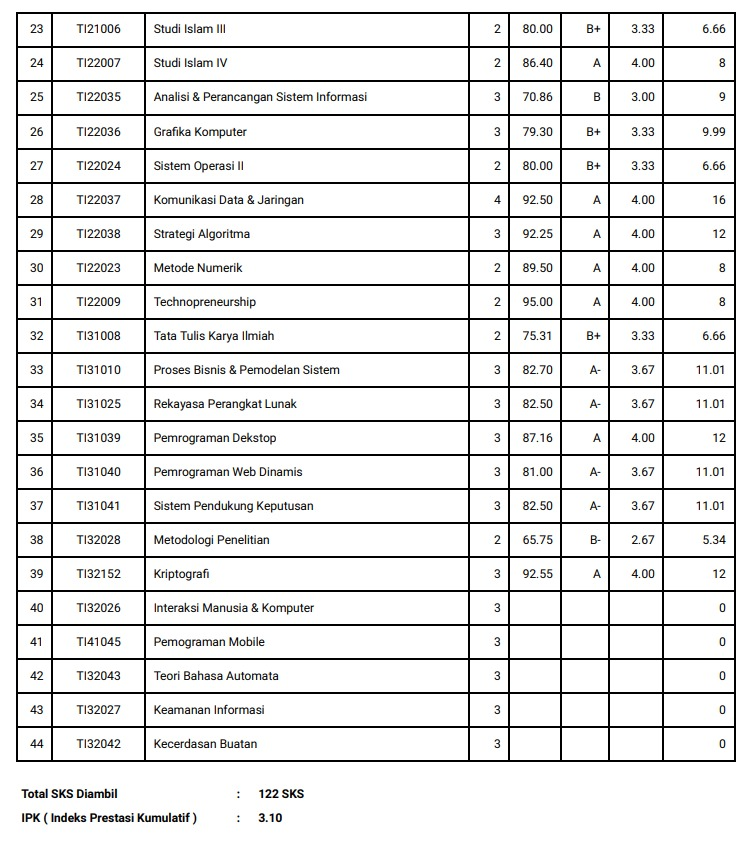 23 TI21006 Studi Islam III 2 80.00 B+ 3.33 6.66
24 TI22007 Studi Islam IV 2 86.40 A 4.00 8
25 TI22035 Analisi & Perancangan Sistem Informasi 3 70.86 B 3.00 9
26 TI22036 Grafika Komputer 3 79.30 B+ 3.33 9.99
27 TI22024 Sistem Operasi II 2 80.00 B+ 3.33 6.66
28 TI22037 Komunikasi Data & Jaringan 4 92.50 A 4.00 16
29 TI22038 Strategi Algoritma 3 92.25 A 4.00 12
30 TI22023 Metode Numerik 2 89.50 A 4.00 8
31 TI22009 Technopreneurship 2 95.00 A 4.00 8
32 TI31008 Tata Tulis Karya Ilmiah 2 75.31 B+ 3.33 6.66
33 TI31010 Proses Bisnis & Pemodelan Sistem 3 82.70 A- 3.67 11.01
34 TI31025 Rekayasa Perangkat Lunak 3 82.50 A- 3.67 11.01
35 TI31039 Pemrograman Dekstop 3 87.16 A 4.00 12
36 TI31040 Pemrograman Web Dinamis 3 81.00 A- 3.67 11.01
37 TI31041 Sistem Pendukung Keputusan 3 82.50 A- 3.67 11.01
38 TI32028 Metodologi Penelitian 2 65.75 B- 2.67 5.34
39 TI32152 Kriptografi 3 92.55 A 4.00 12
40 TI32026 Interaksi Manusia & Komputer 3 0
41 TI41045 Pemograman Mobile 3 0
42 TI32043 Teori Bahasa Automata 3 0
43 TI32027 Keamanan Informasi 3 0
44 TI32042 Kecerdasan Buatan 3 0
Total SKS Diambil : 122 SKS
IPK ( Indeks Prestasi Kumulatif ) : 3.10